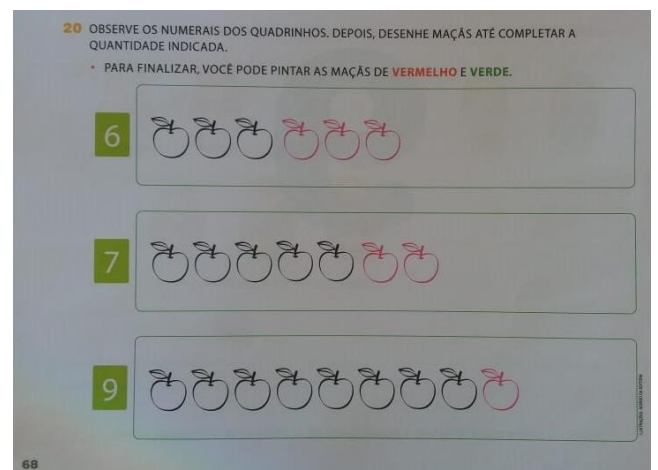 20 OBSERVE OS NUMERAIS DOS QUADRINHOS. DEPOIS, DESENHE MAÇÃS ATÉ COMPLETAR A
QUANTIDADE INDICADA.
• PARA FINALIZAR, VOCÊ PODE PINTAR AS MAÇÃS DE VERMELHO E VERDE.
6
7
9
68